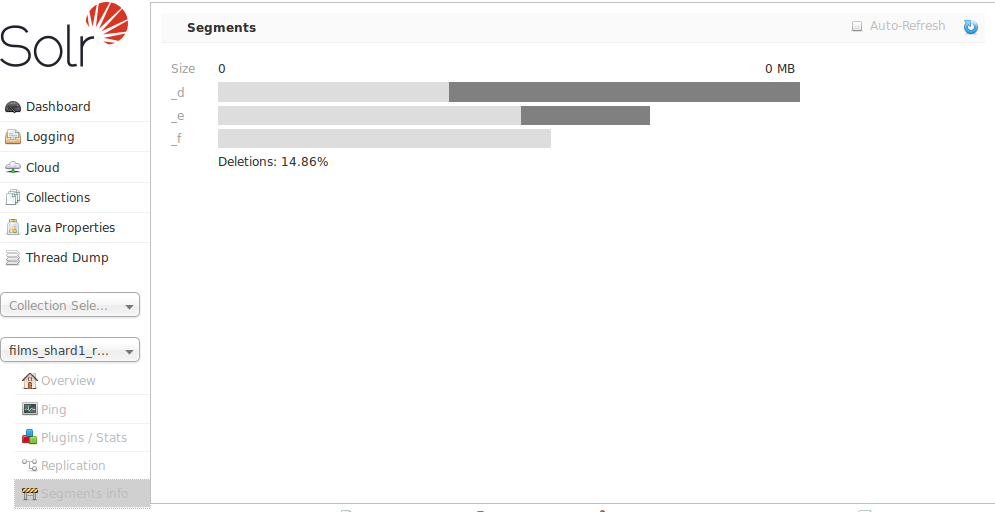 Solr
Dashboard
Logging
Cloud
Collections
Java Properties
Thread Dump
Collection Sele...
films_shard1_r...
Overview
Ping
Plugins / Stats
Replication
Segments info
Segments
Auto-Refresh
Size 0 0 MB
_d
_e
_f
Deletions: 14.86%